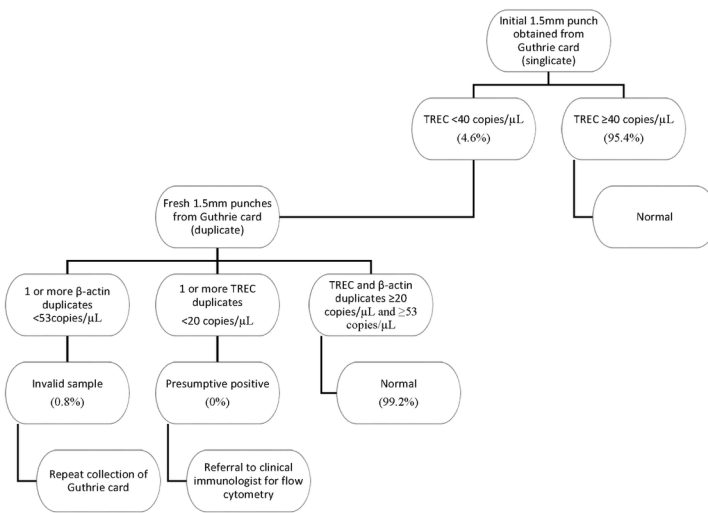 Initial 1.5mm punch
obtained from
Guthrie card
(singlicate)
TREC <40 copies/µL
(4.6%)
TREC ≥40 copies/µL
(95.4%)
Fresh 1.5mm punches
from Guthrie card
(duplicate)
Normal
1 or more β-actin
duplicates
<53copies/µL
1 or more TREC
duplicates
<20 copies/µL
TREC and β-actin
duplicates ≥20
copies/µL and ≥53
copies/µL
Invalid sample
(0.8%)
Presumptive positive
(0%)
Normal
(99.2%)
Repeat collection of
Guthrie card
Referral to clinical
immunologist for flow
cytometry